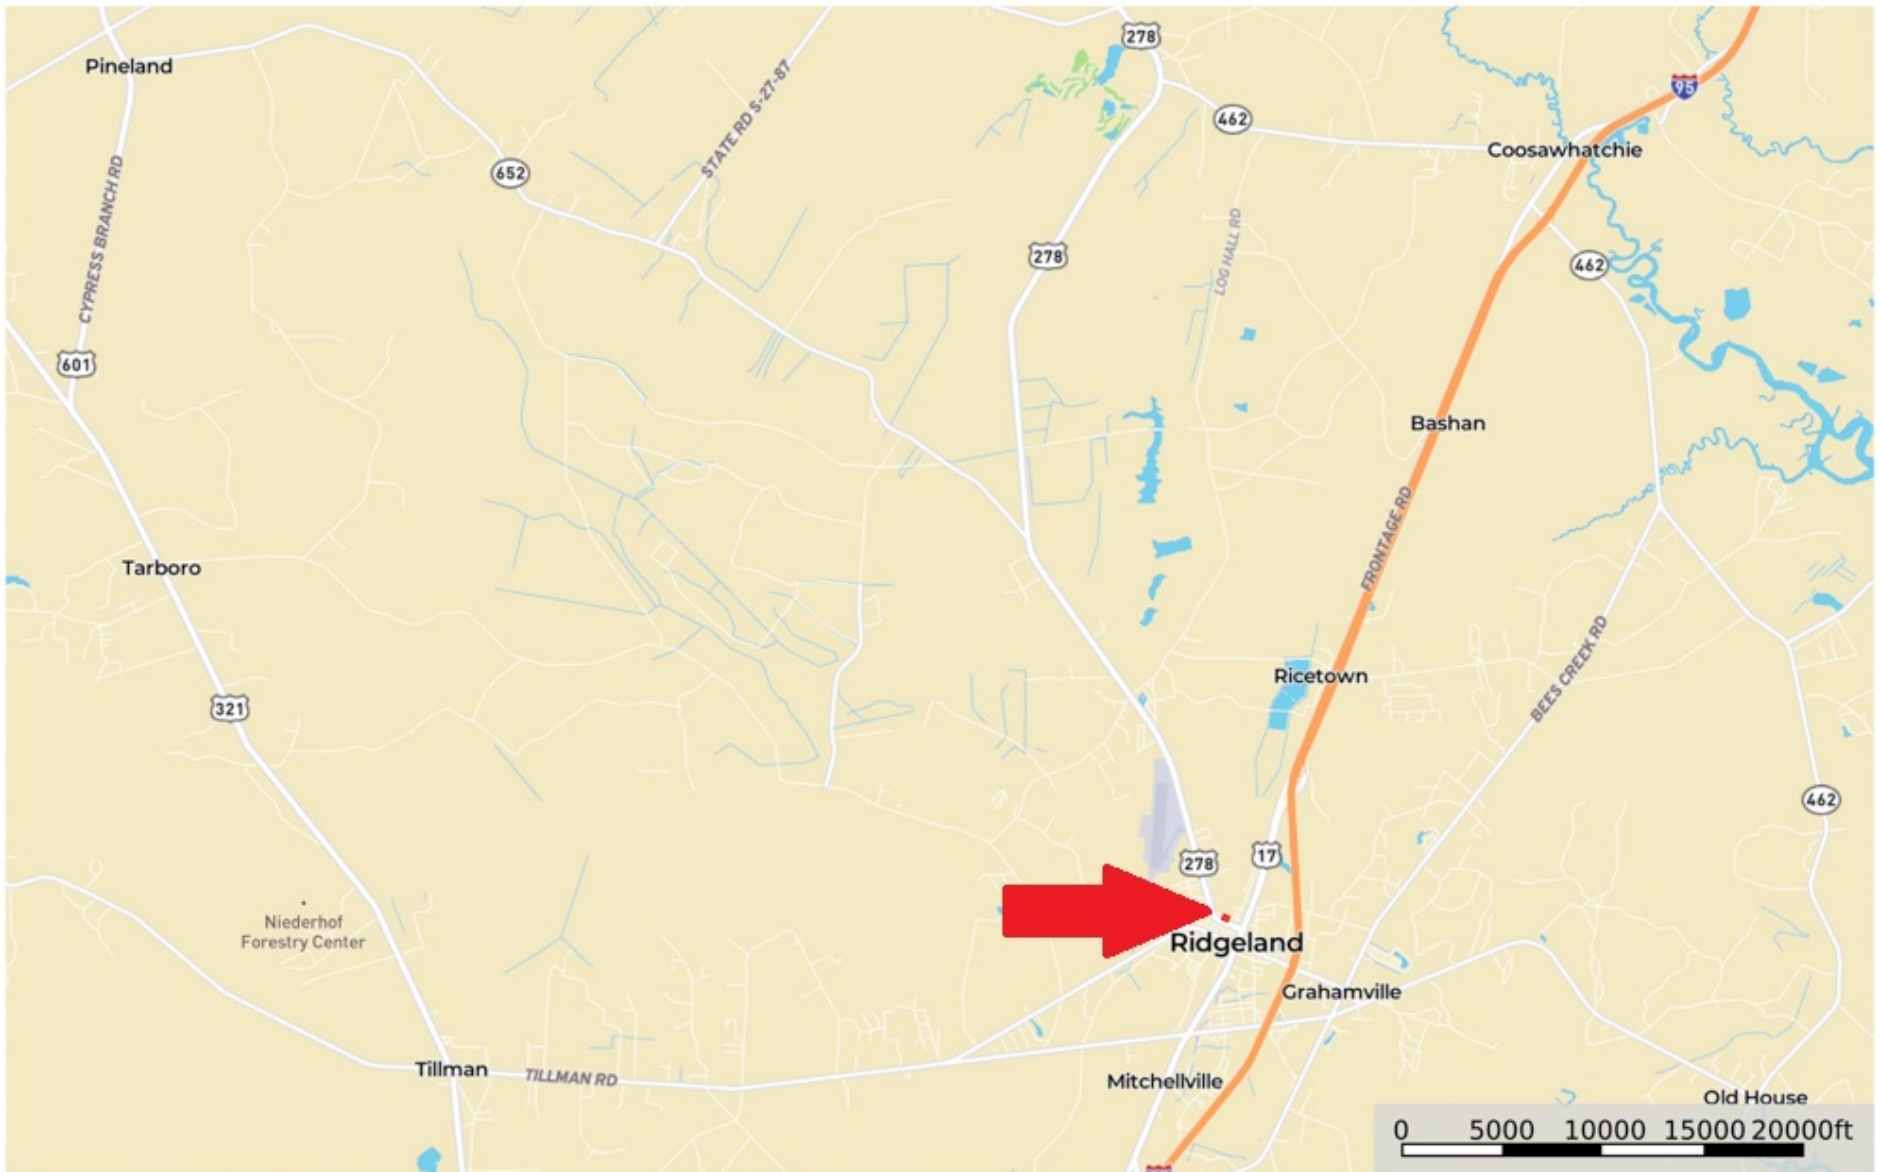 278
Pineland
95
STATE RD S-27-87
462
Coosawhatchie
652
CYPRESS BRANCH RD
LOG HALL RD
278
462
601
Bashan
FRONTAGE RD
Tarboro
BEES CREEK RD
Ricetown
321
462
278
17
Niederhof
Forestry Center
Ridgeland
Grahamville
Tillman
TILLMAN RD
Mitchellville
Old House
0 5000 10000 15000 20000ft